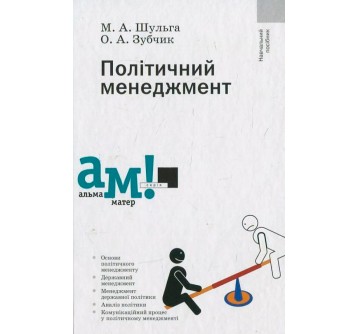 М. А. Шульга
О. А. Зубчик
Навчальний посібник
Політичний
менеджмент
ам!
серія
альма
матер
• Основи
політичного
менеджменту
• Державний
менеджмент
• Менеджмент
державної політики
• Аналіз політики
• Комунікаційний процес
у політичному менеджменті